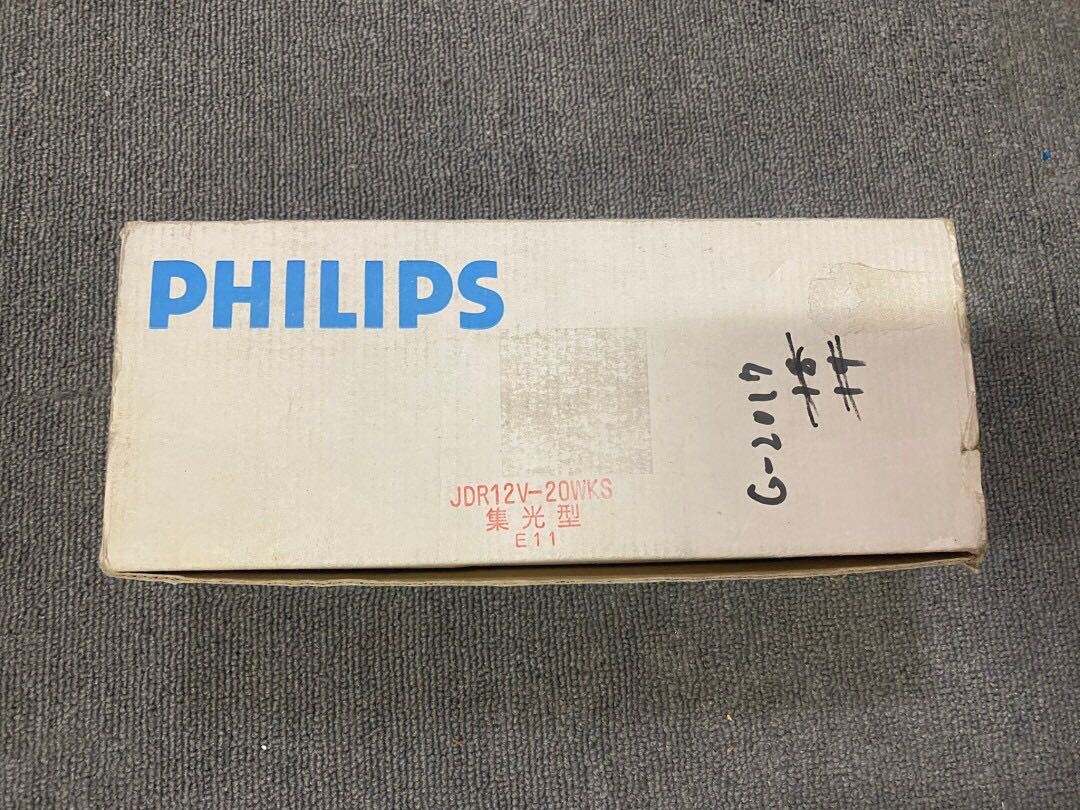 PHILIPS
JDR12V-20WKS
集光型
E11
G-2017